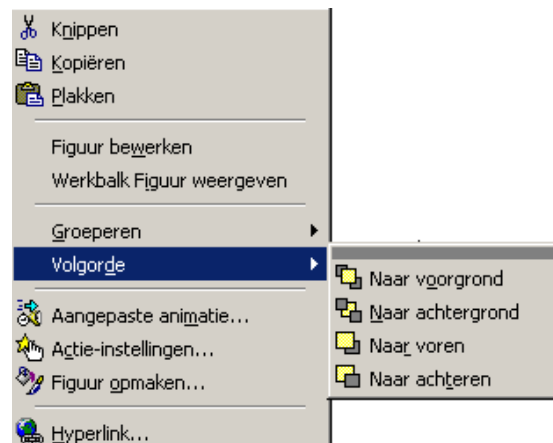 Knippen
Kopiëren
Plakken
Figuur bewerken
Werkbalk Figuur weergeven
Groeperen
Volgorde
Naar voorgrond
Naar achtergrond
Naar voren
Naar achteren
Aangepaste animatie...
Actie-instellingen...
Figuur opmaken...
Hyperlink...